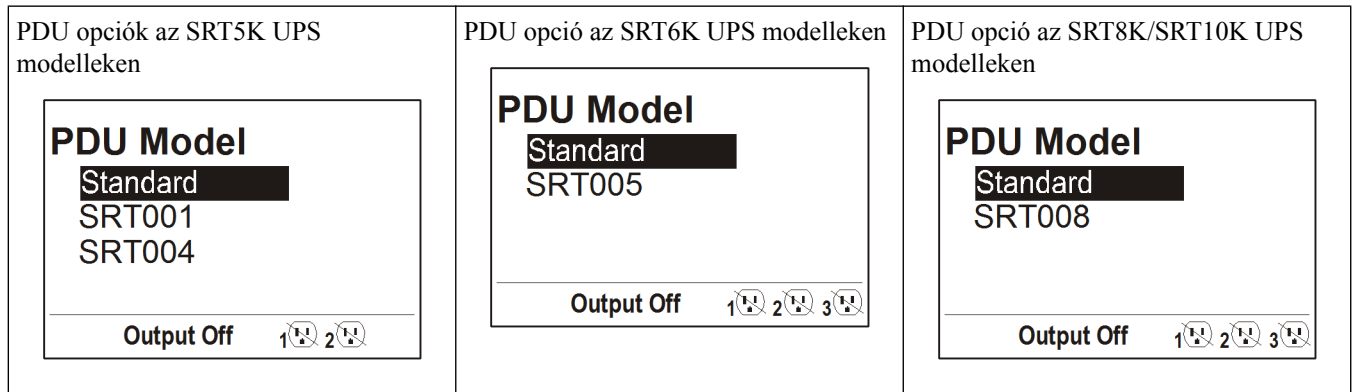 PDU opciók az SRT5K UPS
modelleken
PDU Model
Standard
SRT001
SRT004
Output Off 1 2
PDU opció az SRT6K UPS modelleken
PDU Model
Standard
SRT005
Output Off 1 2 3
PDU opció az SRT8K/SRT10K UPS
modelleken
PDU Model
Standard
SRT008
Output Off 1 2 3